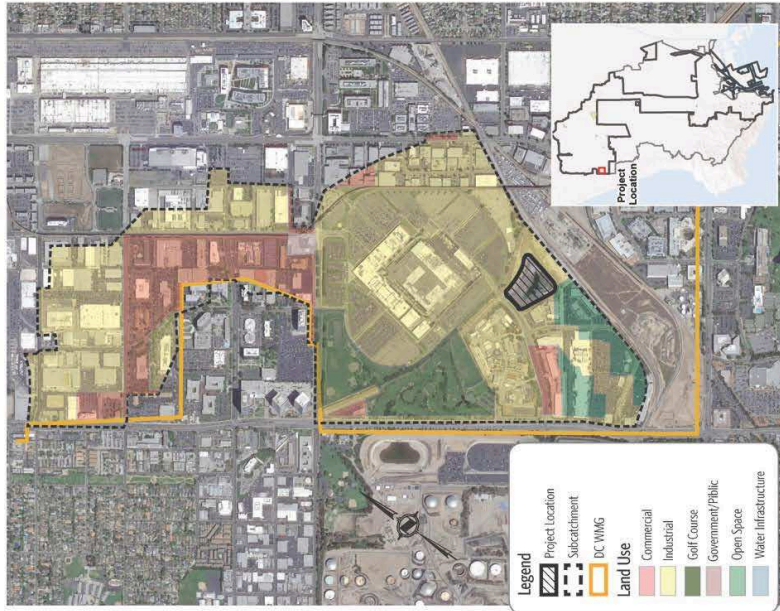 Project
Location
Legend
Project Location
Subcatchment
DC WMG
Land Use
Commercial
Industrial
Golf Course
Government/Piblic
Open Space
Water Infrastructure